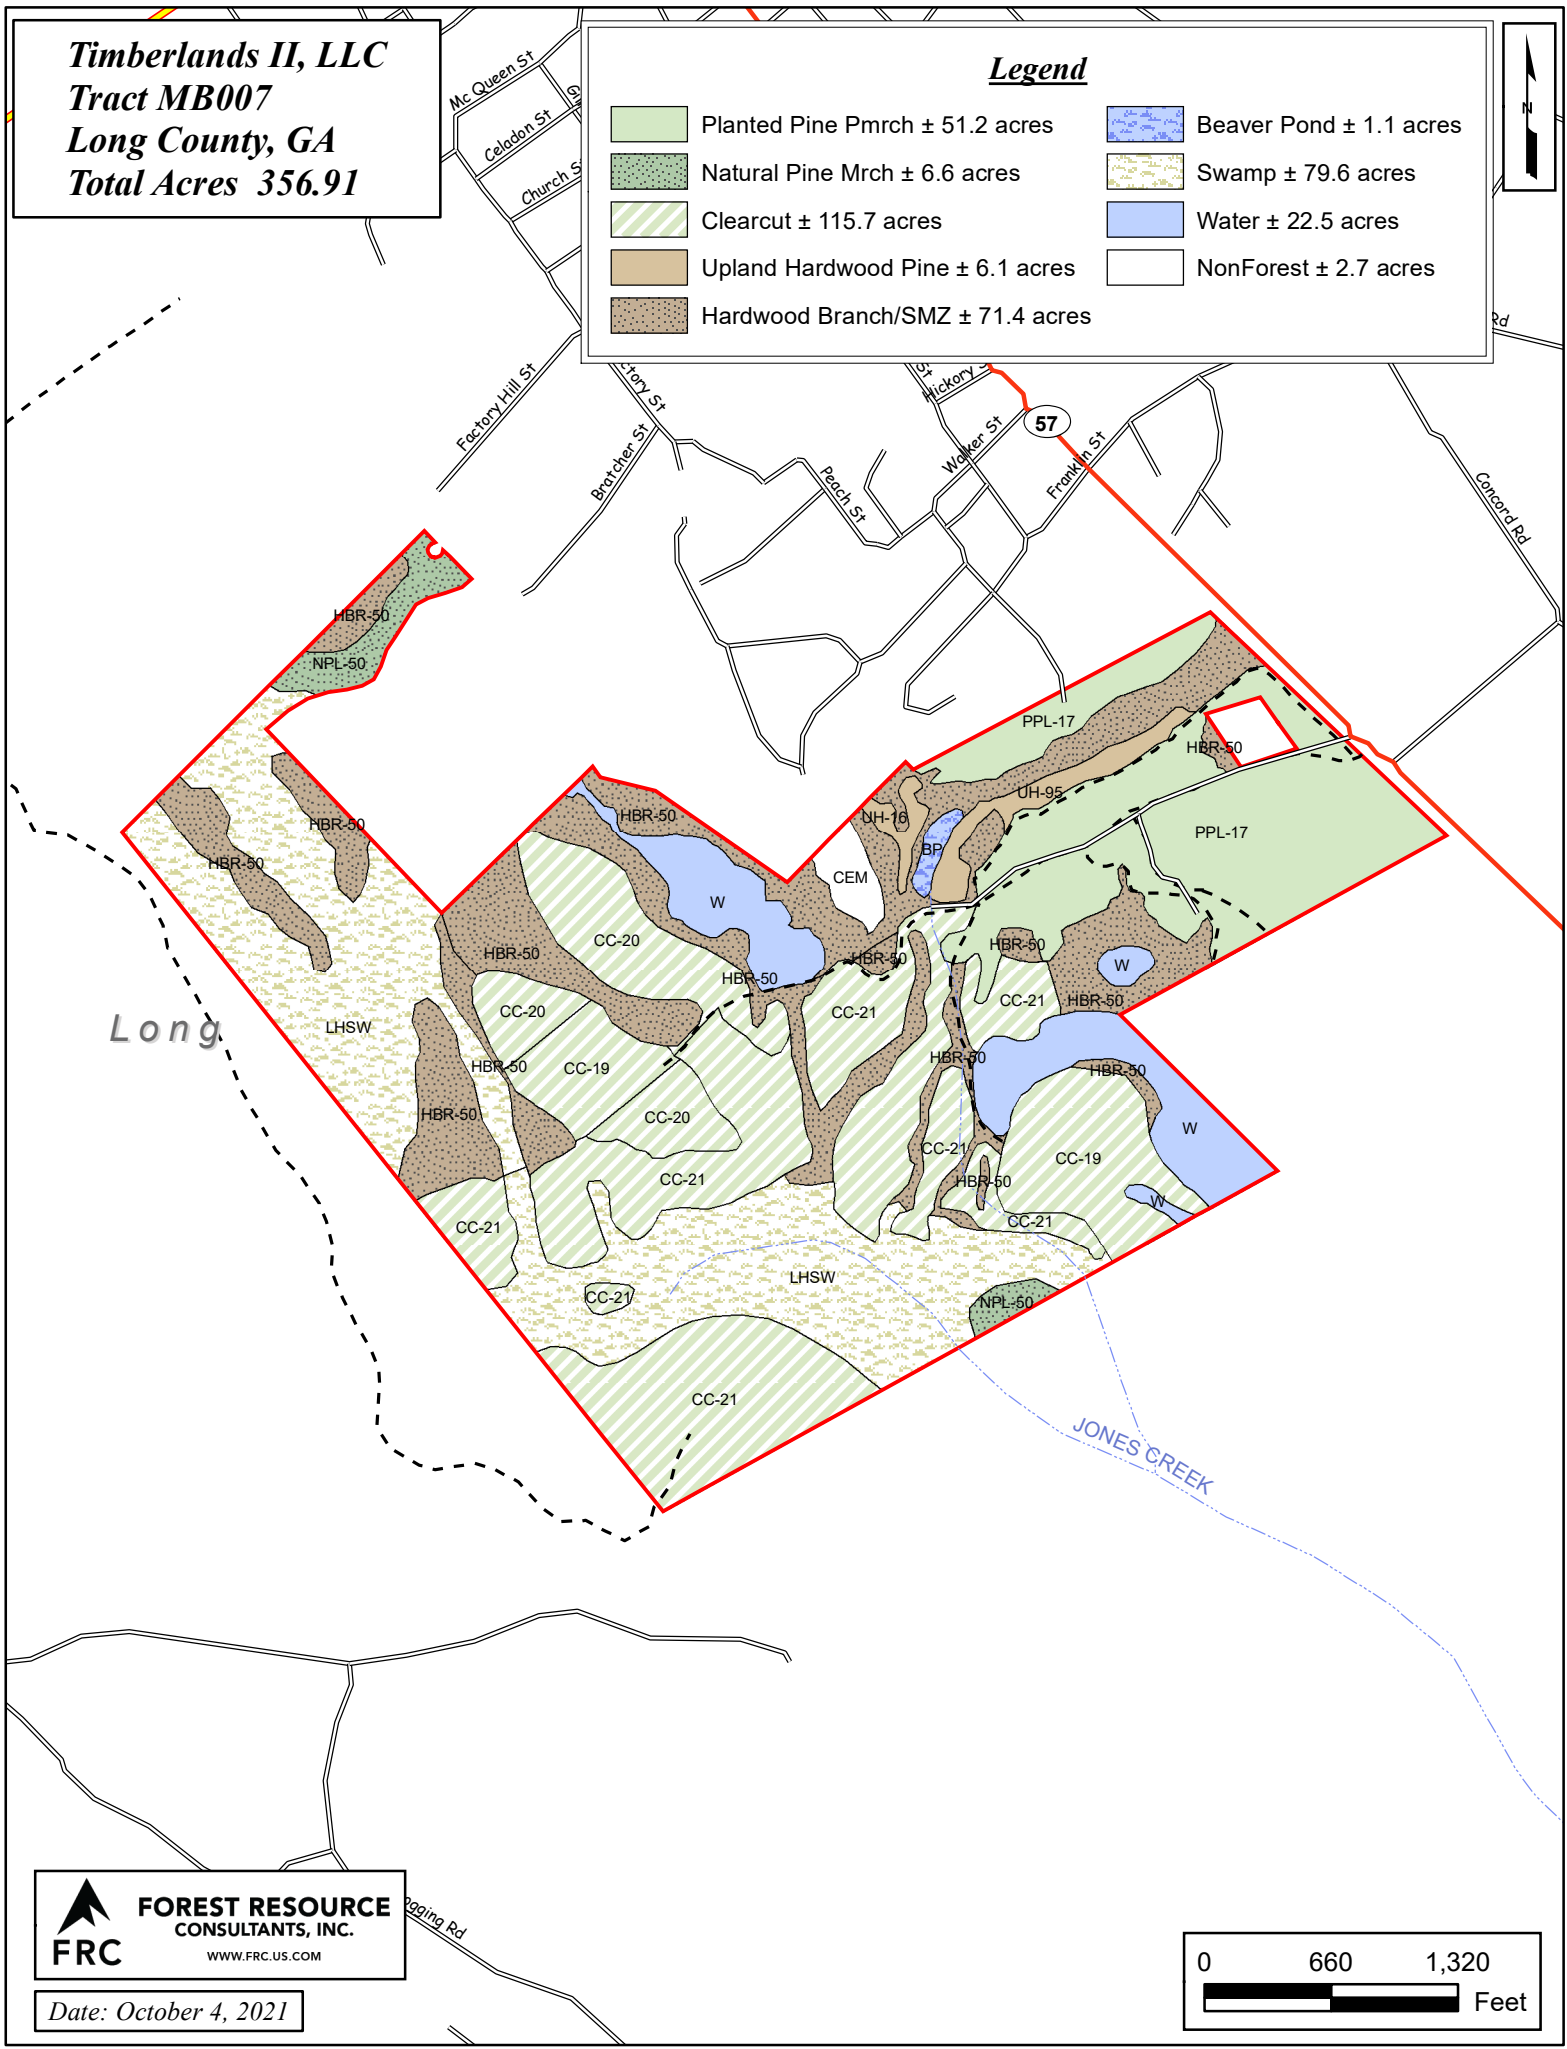 Timberlands II, LLC
Tract MB007
Long County, GA
Total Acres 356.91
Legend
Planted Pine Pmrch ± 51.2 acres
Natural Pine Mrch ± 6.6 acres
Clearcut ± 115.7 acres
Upland Hardwood Pine ± 6.1 acres
Hardwood Branch/SMZ ± 71.4 acres
Beaver Pond ± 1.1 acres
Swamp ± 79.6 acres
Water ± 22.5 acres
NonForest ± 2.7 acres
N
Mc Queen St
Celadon St
Church S
Factory Hill St
ctory St
Bratcher St
Peach St
St
Hickory S
Walker St
57
Franklin St
Rd
Concord Rd
HBR-50
NPL-50
PPL-17
HBR-50
UH-95
PPL-17
HBR-50
UH-16
BP
CEM
HBR-50
HBR-50
W
CC-20
HBR-50
HBR-50
HBR-50
HBR-50
W
CC-20
CC-21
CC-21
HBR-50
Long
LHSW
HBR-50
CC-19
HBR-50
HBR-50
HBR-50
CC-20
W
CC-21
CC-19
CC-21
HBR-50
W
CC-21
CC-21
LHSW
CC-21
NPL-50
CC-21
JONES CREEK
FRC
FOREST RESOURCE
CONSULTANTS, INC.
WWW.FRC.US.COM
ogging Rd
Date: October 4, 2021
0 660 1,320
Feet